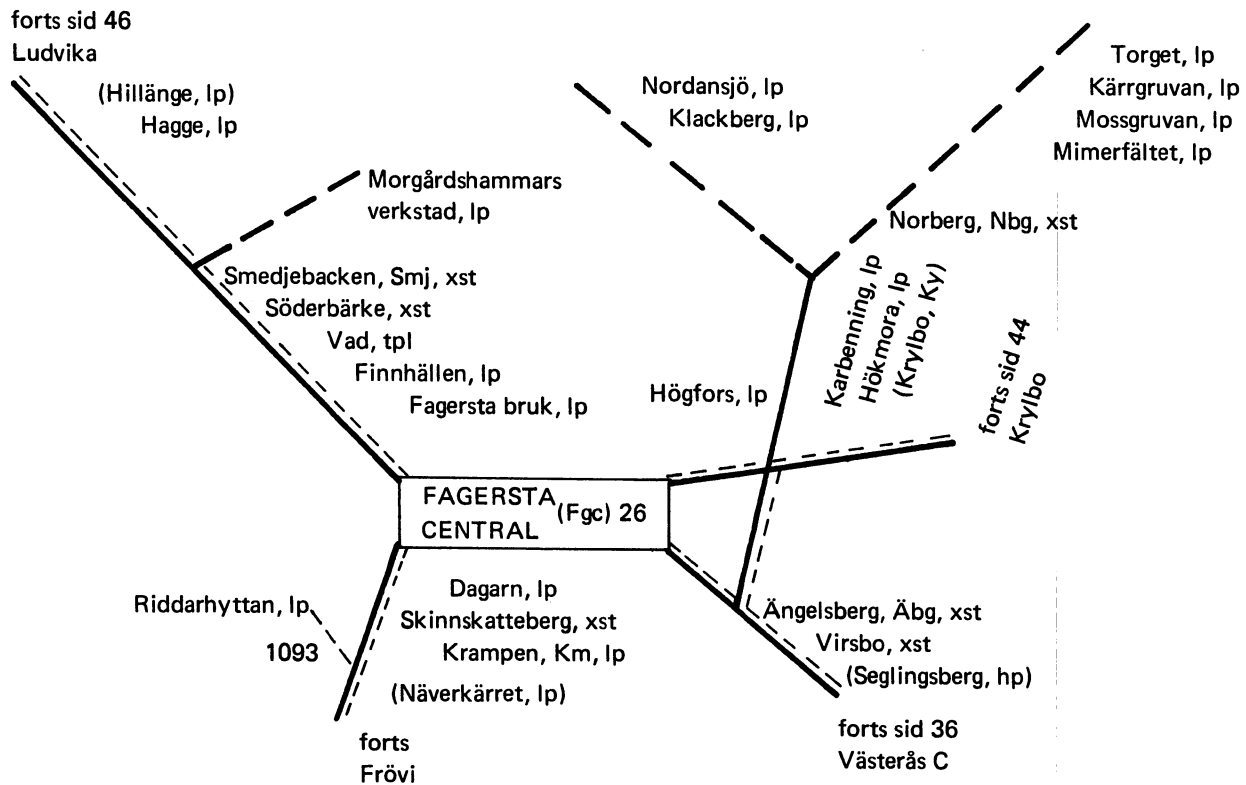 forts sid 46
Ludvika
(Hillänge, lp)
Hagge, lp
Morgårdshammars
verkstad, lp
Smedjebacken, Smj, xst
Söderbärke, xst
Vad, tpl
Finnhällen, lp
Fagersta bruk, lp
Nordansjö, lp
Klackberg, lp
Torget, lp
Kärrgruvan, lp
Mossgruvan, lp
Mimerfältet, lp
Norberg, Nbg, xst
Högfors, lp
Karbenning, lp
Hökmora, lp
(Krylbo, Ky)
forts sid 44
Krylbo
FAGERSTA
CENTRAL
(Fgc) 26
Riddarhyttan, lp
1093
Dagarn, lp
Skinnskatteberg, xst
Krampen, Km, lp
(Näverkärret, lp)
forts
Frövi
Ängelsberg, Äbg, xst
Virsbo, xst
(Seglingsberg, hp)
forts sid 36
Västerås C